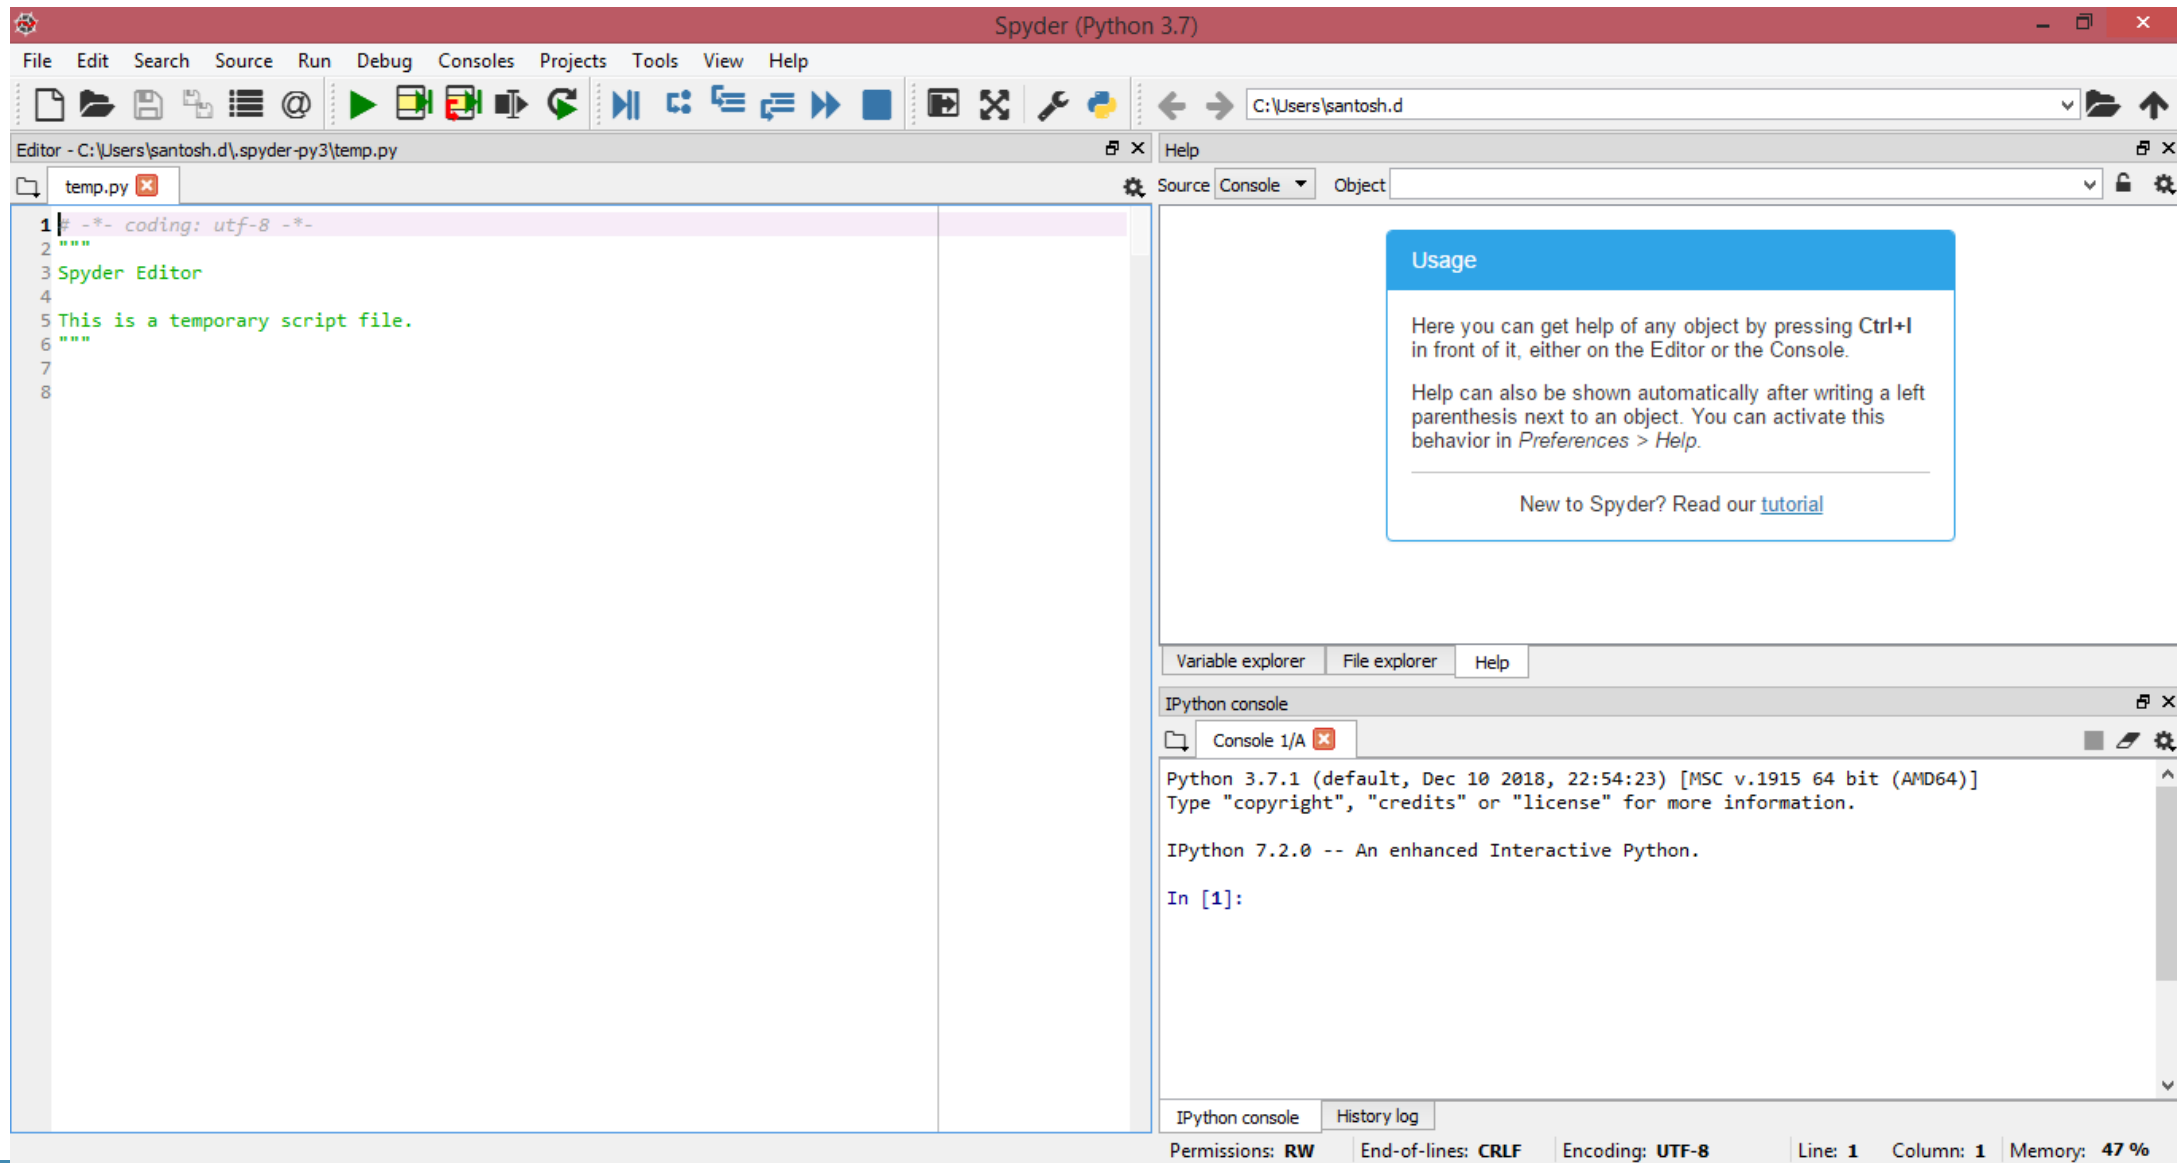 Spyder (Python 3.7)
File Edit Search Source Run Debug Consoles Projects Tools View Help
C:\Users\santosh.d
Editor - C:\Users\santosh.d\.spyder-py3\temp.py
temp.py
1 # -*- coding: utf-8 -*-
2 """
3 Spyder Editor
4
5 This is a temporary script file.
6 """
7
8
Help
Source Console Object
Usage
Here you can get help of any object by pressing Ctrl+I
in front of it, either on the Editor or the Console.
Help can also be shown automatically after writing a left
parenthesis next to an object. You can activate this
behavior in Preferences > Help.
New to Spyder? Read our tutorial
Variable explorer File explorer Help
IPython console
Console 1/A
Python 3.7.1 (default, Dec 10 2018, 22:54:23) [MSC v.1915 64 bit (AMD64)]
Type "copyright", "credits" or "license" for more information.
IPython 7.2.0 -- An enhanced Interactive Python.
In [1]:
IPython console History log
Permissions: RW End-of-lines: CRLF Encoding: UTF-8 Line: 1 Column: 1 Memory: 47 %